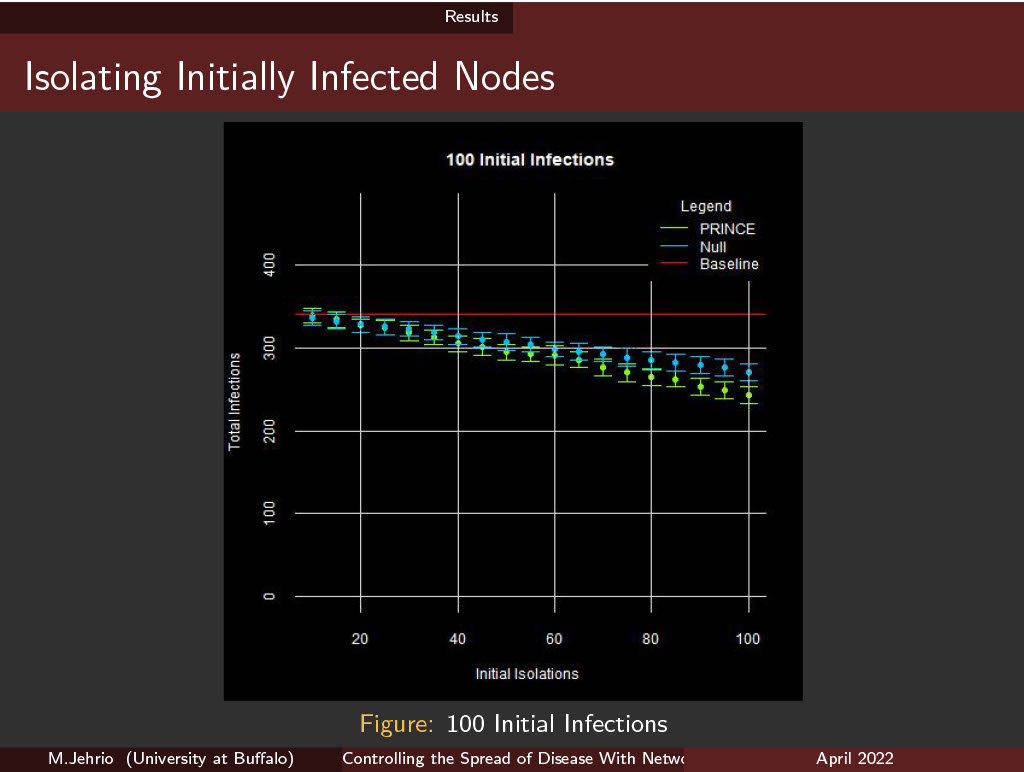 Results
Isolating Initially Infected Nodes
100 Initial Infections
Legend
PRINCE
Null
Baseline
Total Infections
400
300
200
100
0
20 40 60 80 100
Initial Isolations
Figure: 100 Initial Infections
M.Jehrio (University at Buffalo) Controlling the Spread of Disease With Netwo April 2022